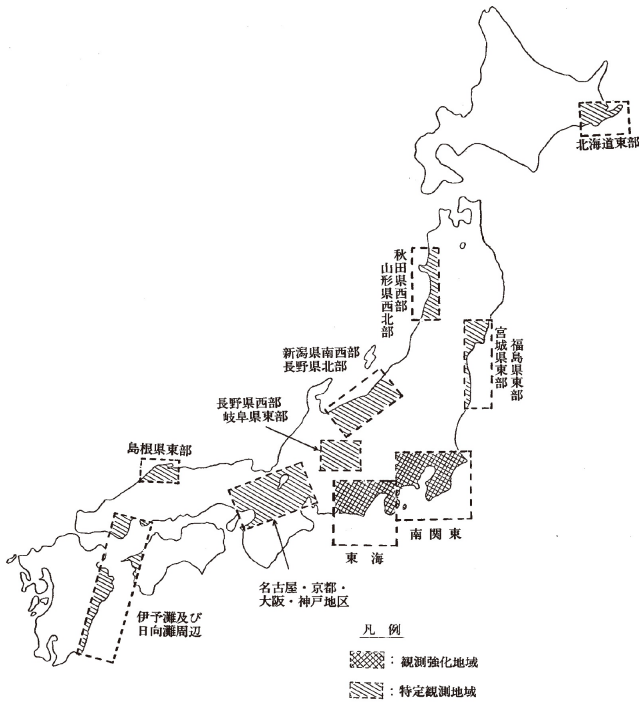 北海道東部
秋田県西部
山形県西北部
福島県東部
宮城県東部
新潟県南西部
長野県北部
長野県西部
岐阜県東部
島根県東部
東海
南関東
名古屋・京都・
大阪・神戸地区
伊予灘及び
日向灘周辺
凡例
:観測強化地域
:特定観測地域